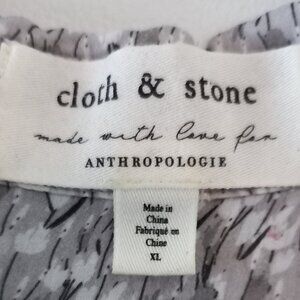 cloth & stone
made with love for
ANTHROPOLOGIE
Made in
China
Fabriqué en
Chine
XL